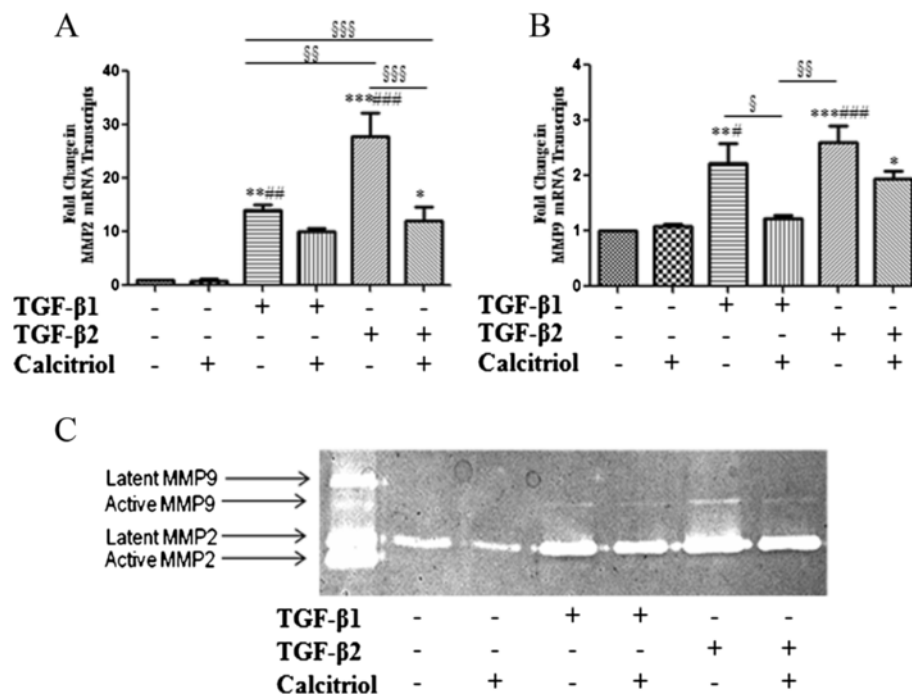 A
§§§
§§
§§§
***###
**##
*
40
30
20
10
0
Fold Change in
MMP2 mRNA Transcripts
TGF-β1 - - + + - -
TGF-β2 - - - - + +
Calcitriol - + - + - +
B
§§
§
***###
**#
*
4
3
2
1
0
Fold Change in
MMP9 mRNA Transcripts
TGF-β1 - - + + - -
TGF-β2 - - - - + +
Calcitriol - + - + - +
C
Latent MMP9
Active MMP9
Latent MMP2
Active MMP2
TGF-β1 - - + + - -
TGF-β2 - - - - + +
Calcitriol - + - + - +